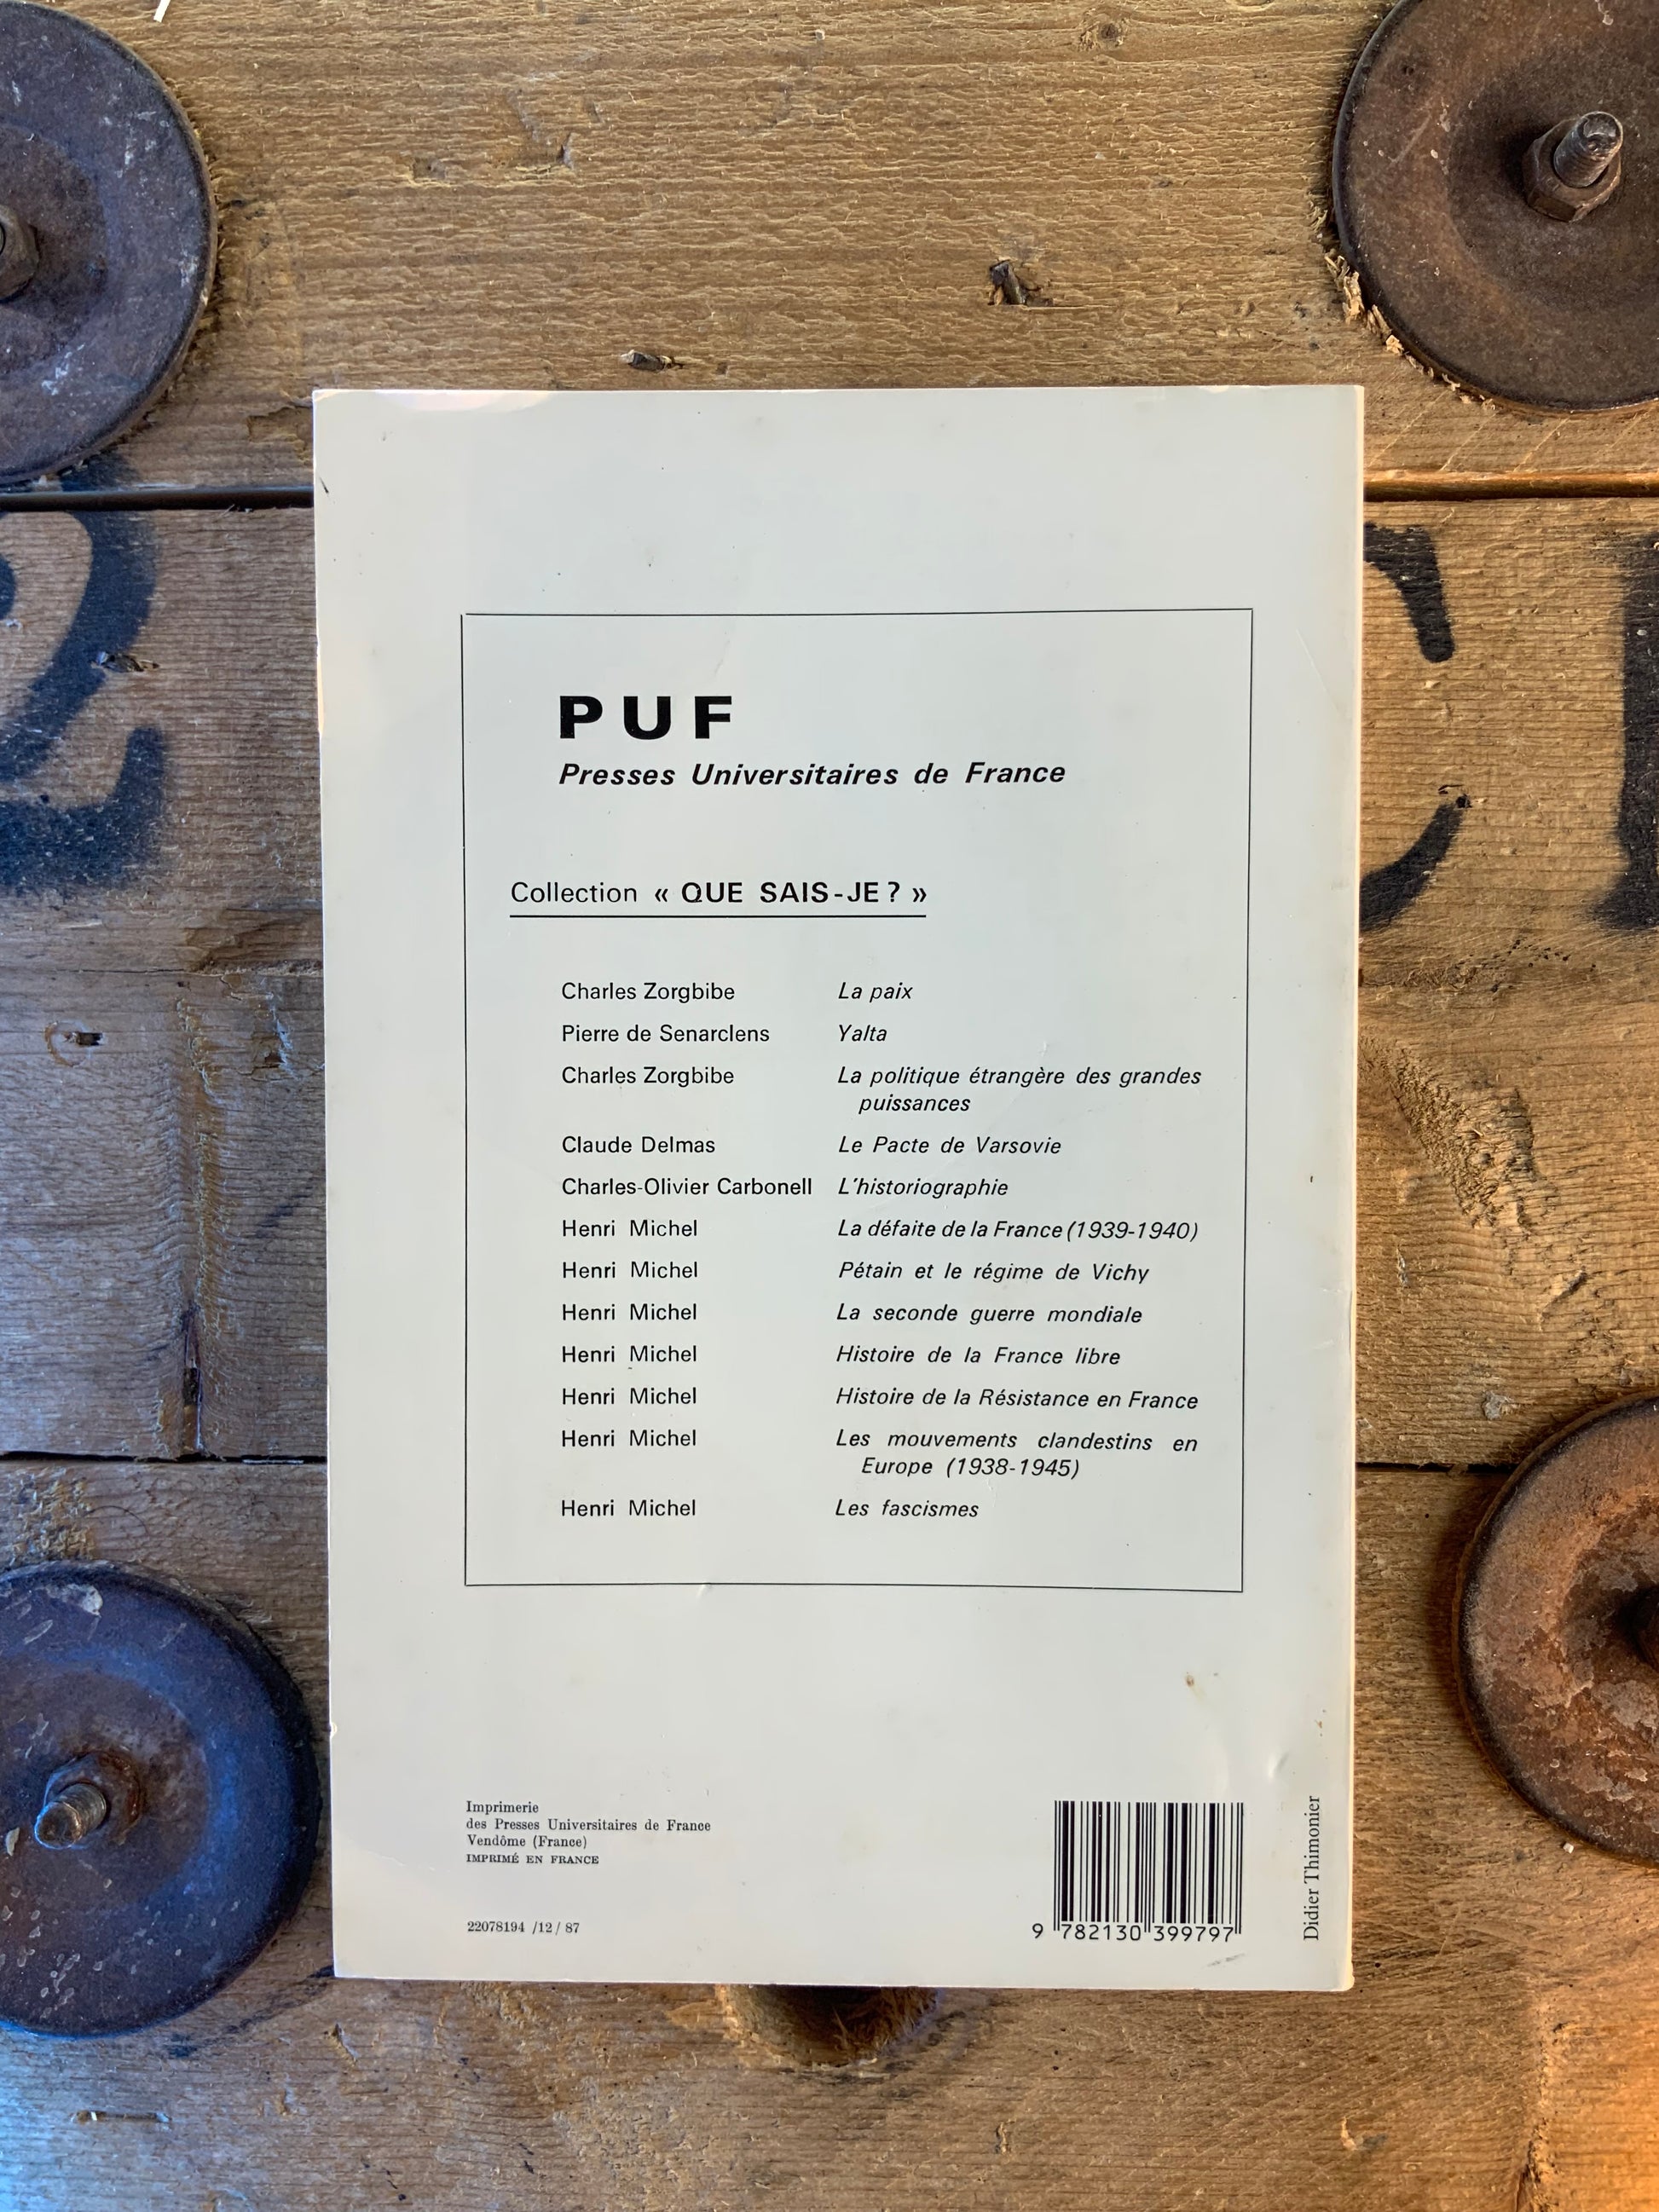 PUF
Presses Universitaires de France
Collection « QUE SAIS-JE ? »
Charles Zorgbibe La paix
Pierre de Senarclens Yalta
Charles Zorgbibe La politique étrangère des grandes
puissances
Claude Delmas Le Pacte de Varsovie
Charles-Olivier Carbonell L'historiographie
Henri Michel La défaite de la France (1939-1940)
Henri Michel Pétain et le régime de Vichy
Henri Michel La seconde guerre mondiale
Henri Michel Histoire de la France libre
Henri Michel Histoire de la Résistance en France
Henri Michel Les mouvements clandestins en
Europe (1938-1945)
Henri Michel Les fascismes
Imprimerie
des Presses Universitaires de France
Vendôme (France)
IMPRIMÉ EN FRANCE
22078194 /12/87
9 782130 399797
Didier Thimonier